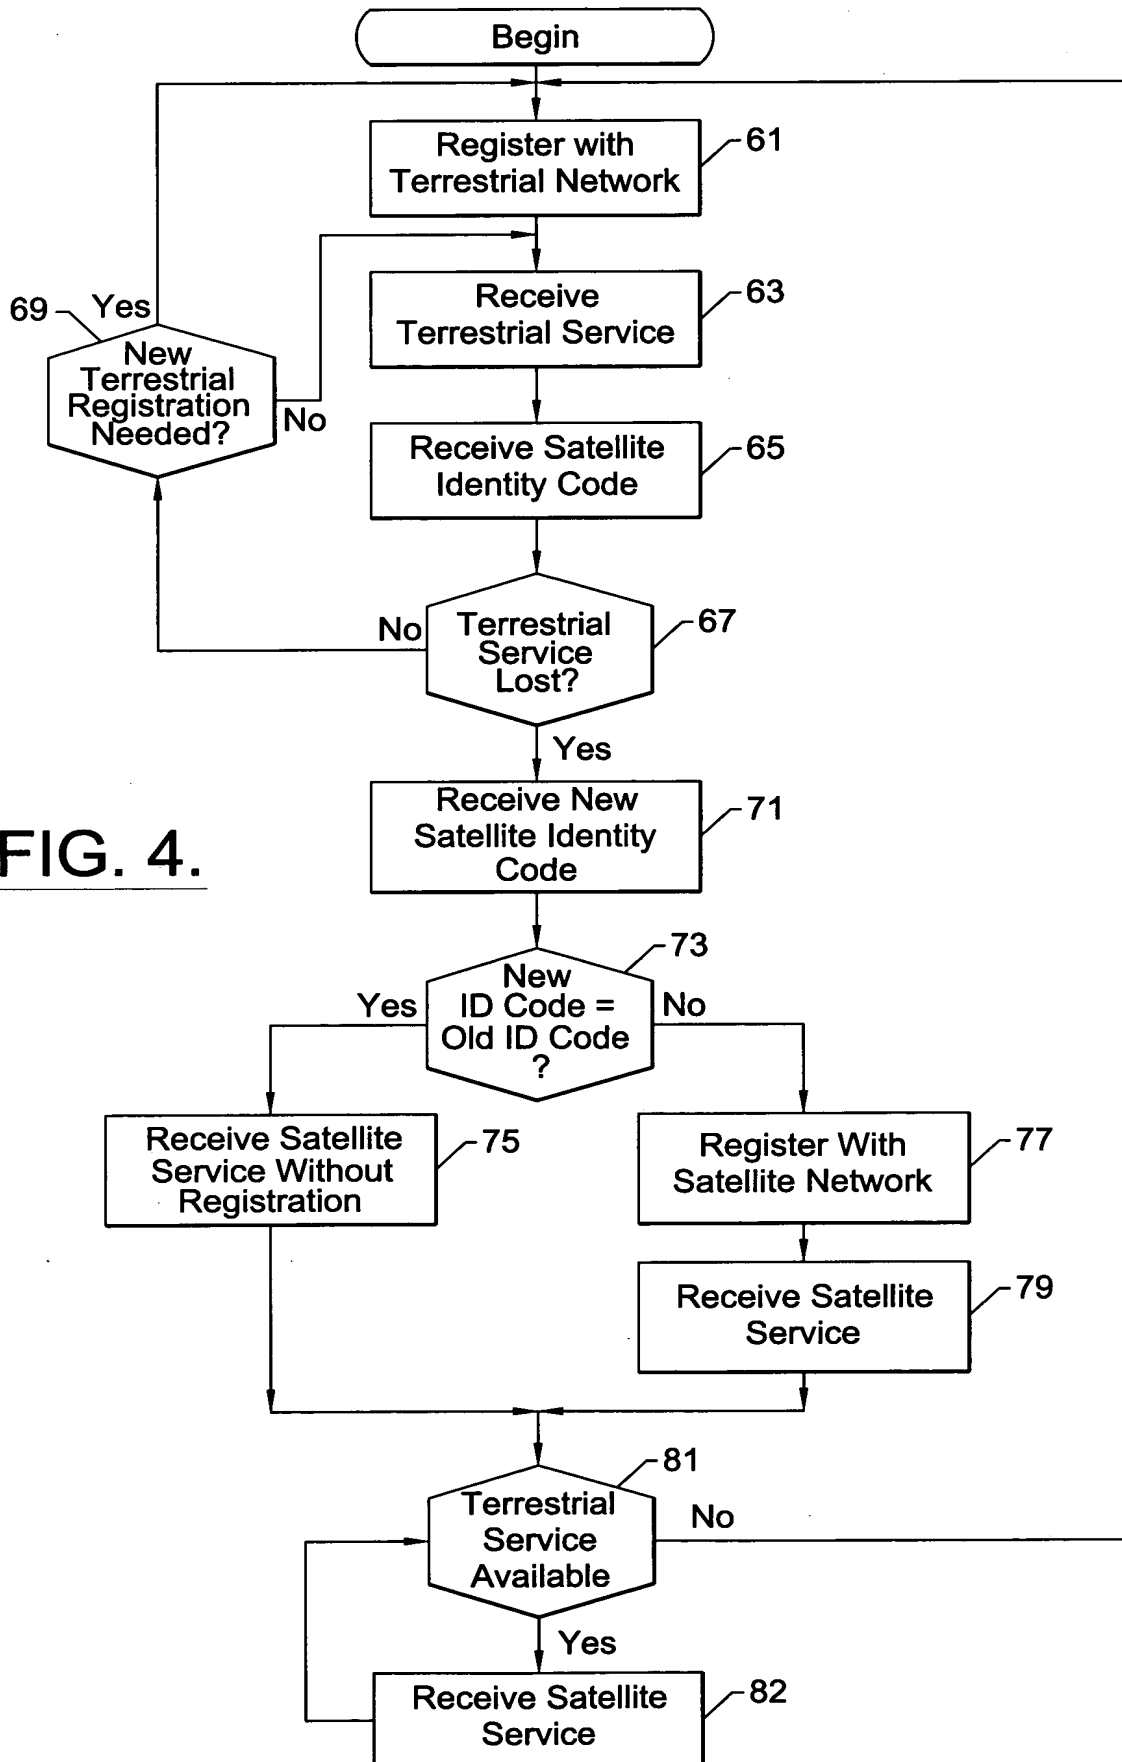 Begin
Register with
Terrestrial Network
61
Receive
Terrestrial Service
63
Yes
69
New
Terrestrial
Registration
Needed?
No
Receive Satellite
Identity Code
65
No
Terrestrial
Service
Lost?
67
Yes
Receive New
Satellite Identity
Code
71
FIG. 4.
73
Yes
New
ID Code =
Old ID Code
?
No
Receive Satellite
Service Without
Registration
75
Register With
Satellite Network
77
Receive Satellite
Service
79
81
Terrestrial
Service
Available
No
Yes
Receive Satellite
Service
82